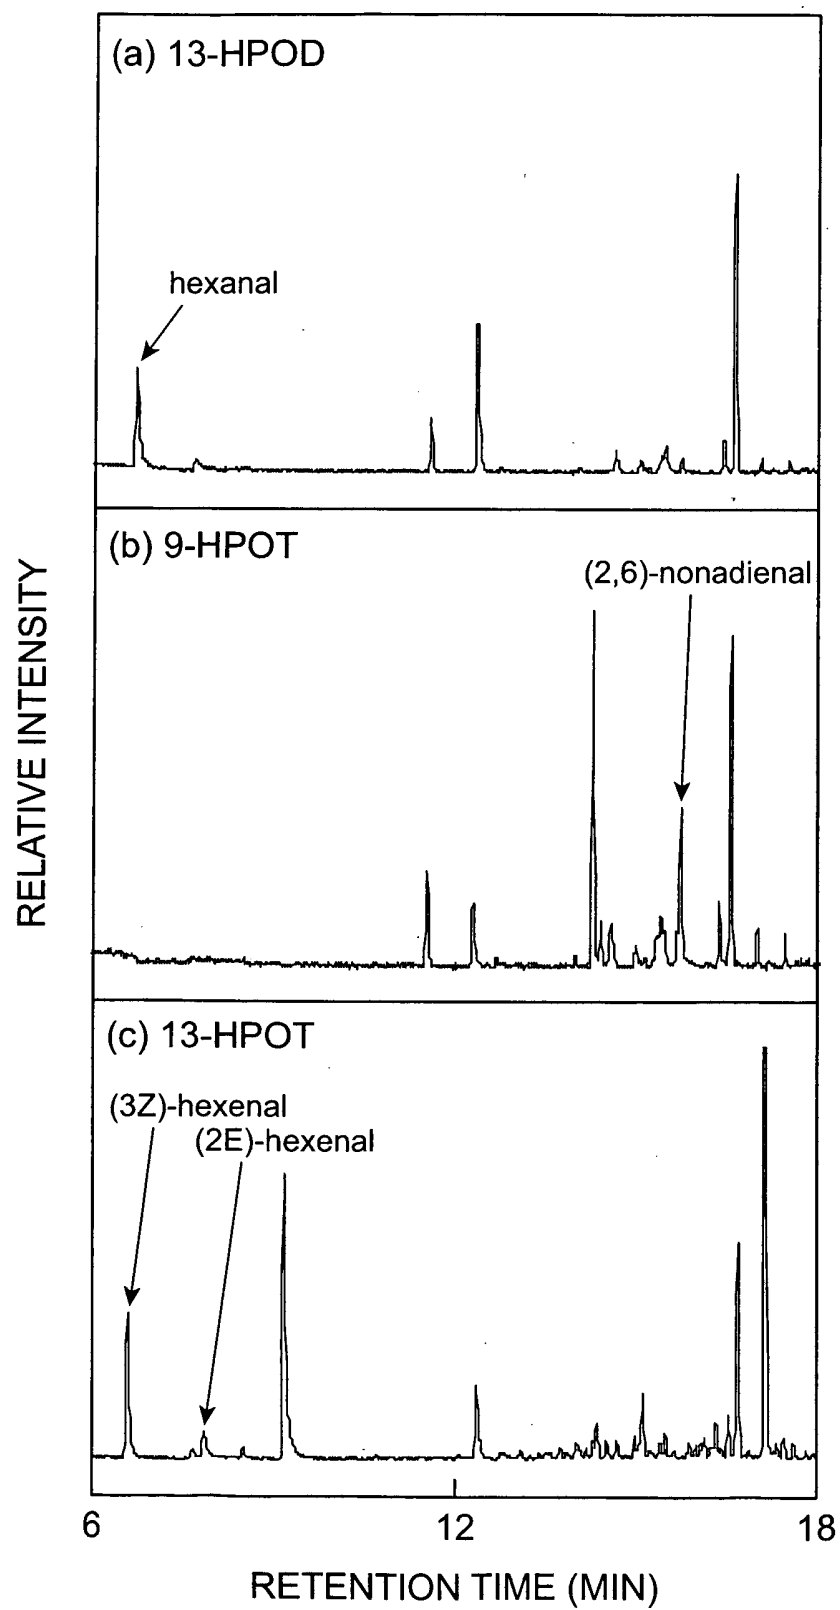 (a) 13-HPOD
hexanal
(b) 9-HPOT
(2,6)-nonadienal
RELATIVE INTENSITY
(c) 13-HPOT
(3Z)-hexenal
(2E)-hexenal
6 12 18
RETENTION TIME (MIN)